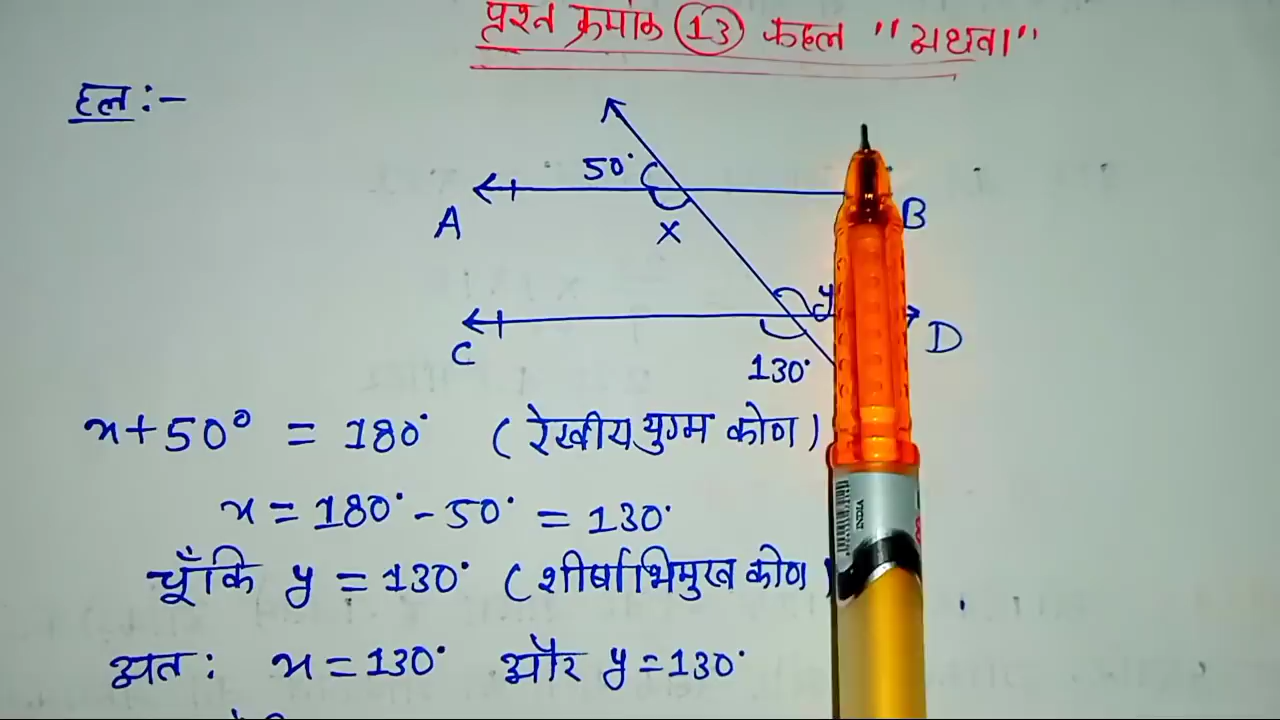 प्रश्न क्रमांक 13 का हल "अथवा"
हल :-
50°
A
B
x
y
C
D
130°
x + 50° = 180° (रेखीय युग्म कोण)
x = 180° - 50° = 130°
चूँकि y = 130° (शीर्षाभिमुख कोण)
अत: x = 130° और y = 130°